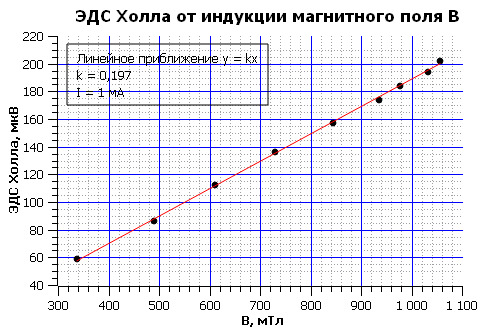 ЭДС Холла от индукции магнитного поля B
220
200
180
160
140
120
100
80
60
40
ЭДС Холла, мкВ
Линейное приближение y = kx
k = 0,197
I = 1 мА
300 400 500 600 700 800 900 1 000 1 100
B, мТл